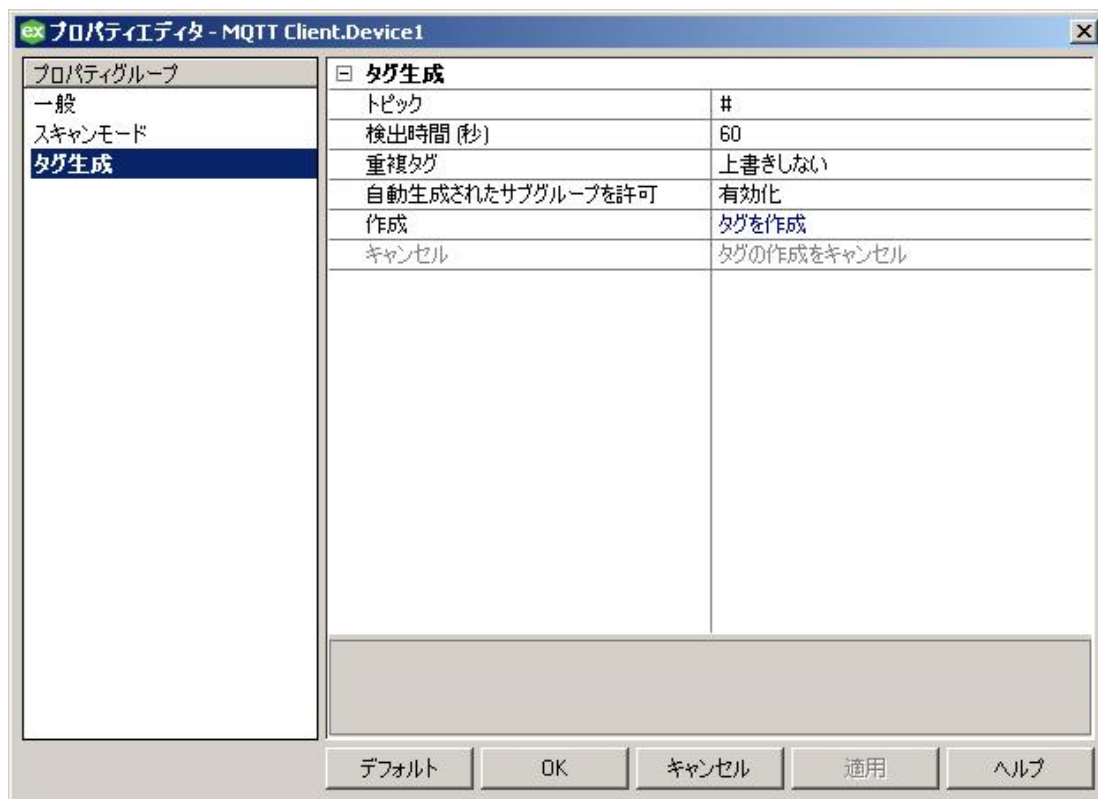 ex プロパティエディタ - MQTT Client.Device1
プロパティグループ
一般
スキャンモード
タグ生成
タグ生成
トピック #
検出時間 (秒) 60
重複タグ 上書きしない
自動生成されたサブグループを許可 有効化
作成 タグを作成
キャンセル タグの作成をキャンセル
デフォルト OK キャンセル 適用 ヘルプ